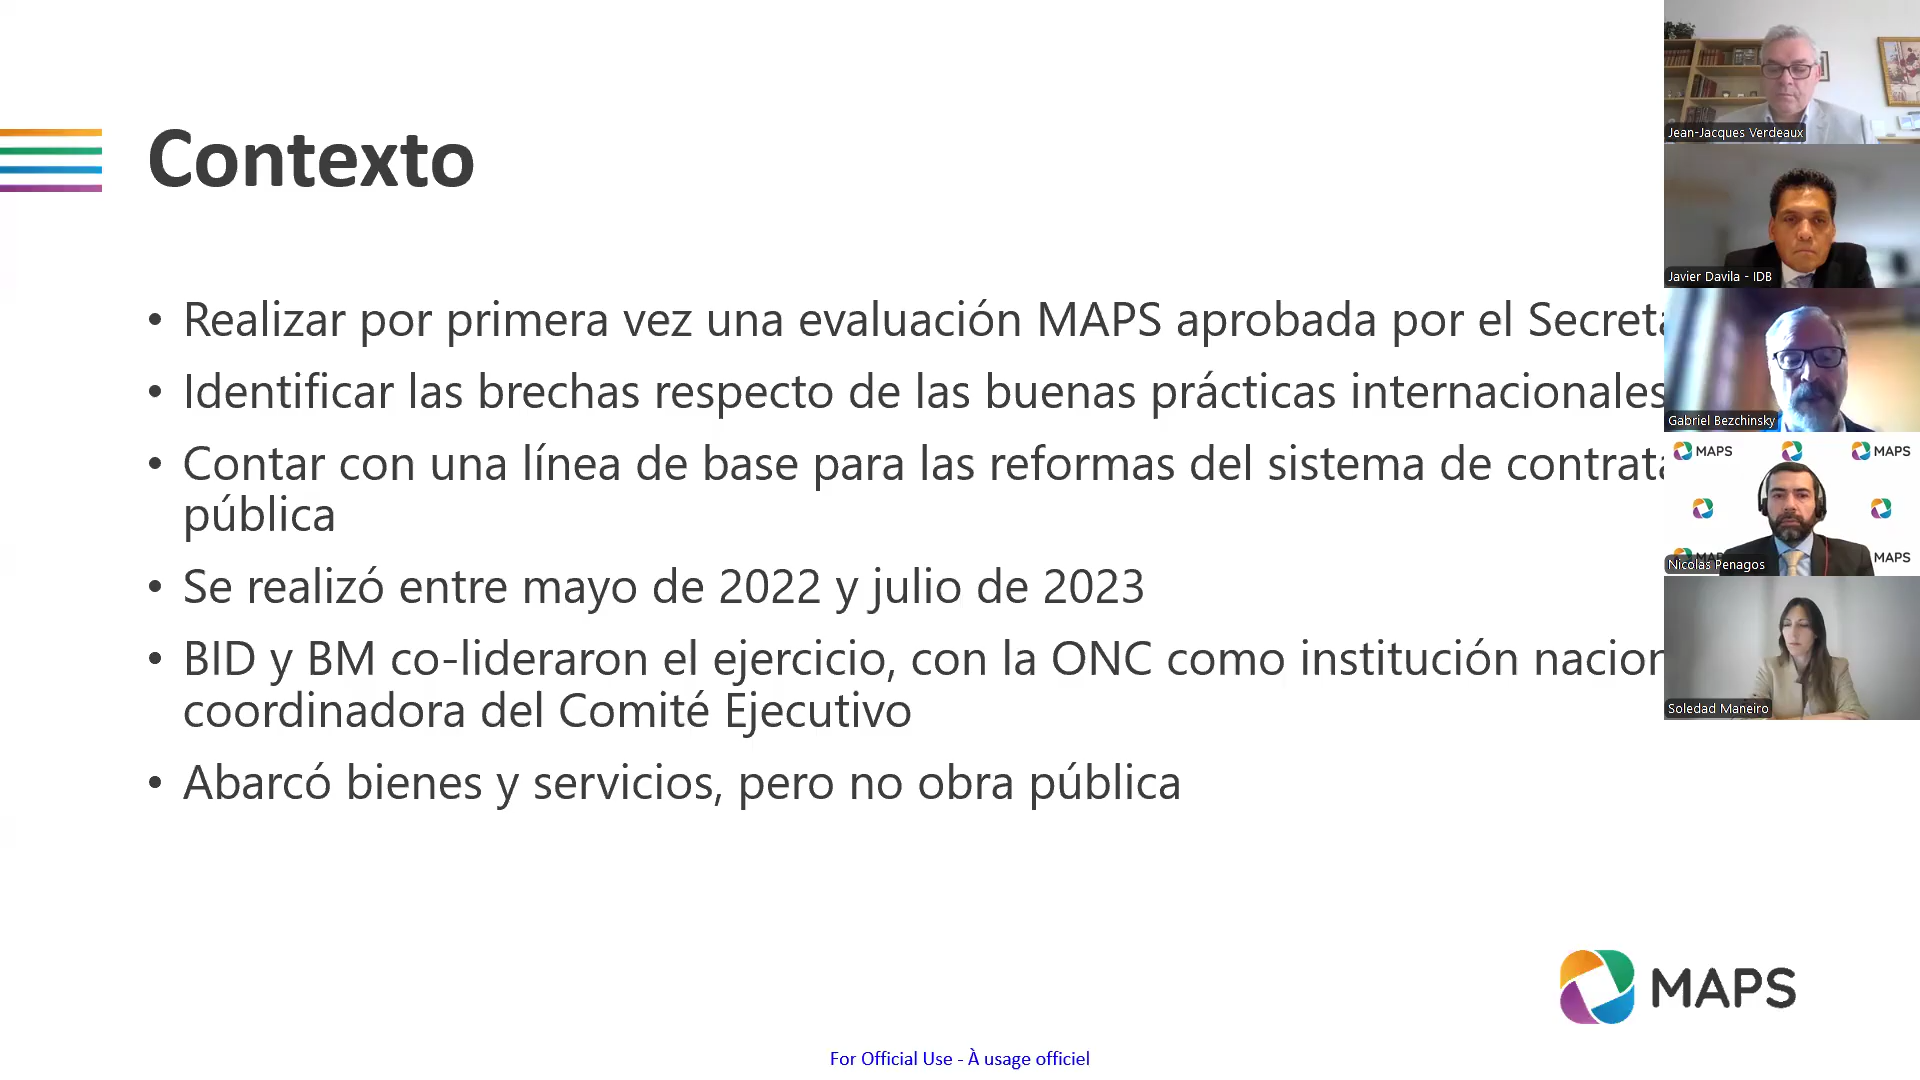 Contexto
• Realizar por primera vez una evaluación MAPS aprobada por el
• Identificar las brechas respecto de las buenas prácticas internacionales
• Contar con una línea de base para las reformas del sistema de
pública
• Se realizó entre mayo de 2022 y julio de 2023
• BID y BM co-lideraron el ejercicio, con la ONC como institución
coordinadora del Comité Ejecutivo
• Abarcó bienes y servicios, pero no obra pública
MAPS
For Official Use - À usage officiel
Jean-Jacques Verdeaux
Javier Davila - IDB
Gabriel Bezchinsky
MAPS
MAPS
MAPS
MAPS
Nicolas Penagos
Soledad Maneiro